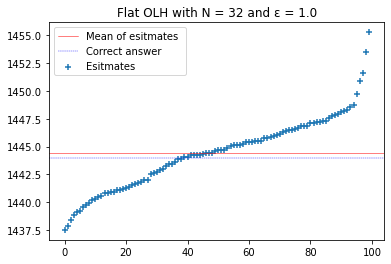 Flat OLH with N = 32 and ε = 1.0
Mean of esitmates
Correct answer
Esitmates
1455.0
1452.5
1450.0
1447.5
1445.0
1442.5
1440.0
1437.5
0 20 40 60 80 100